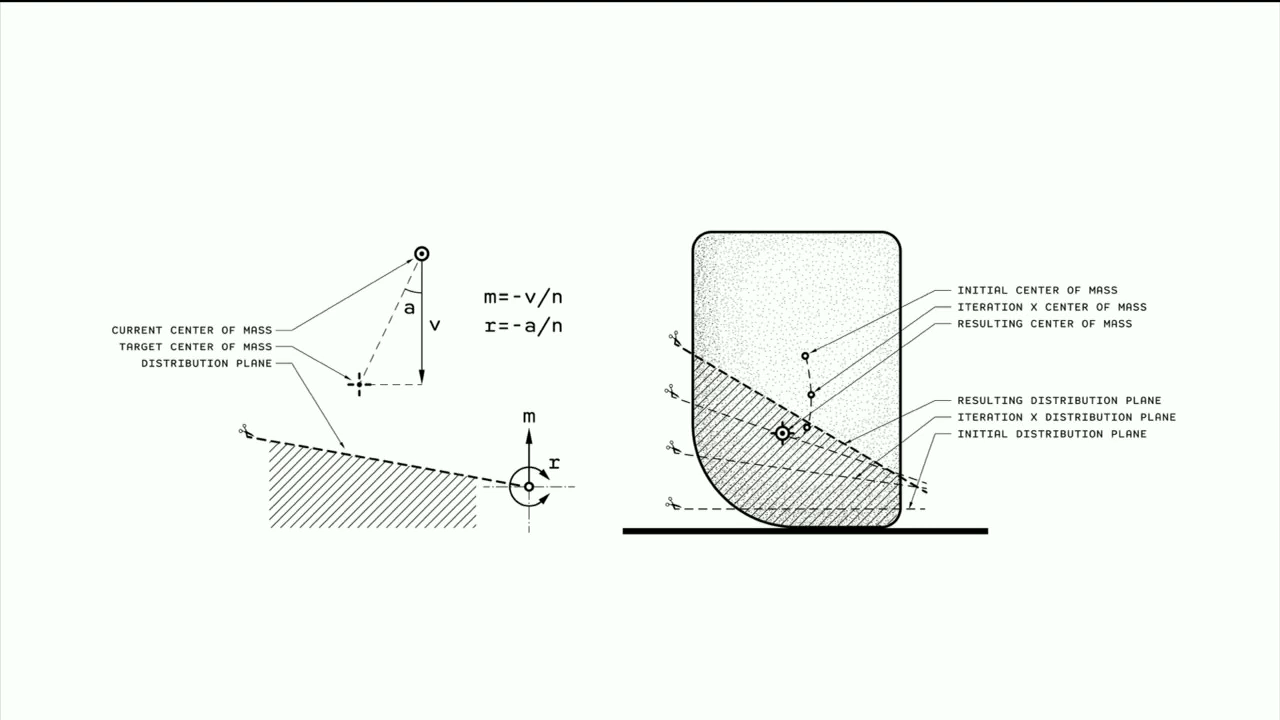 a
v
m=-v/n
r=-a/n
CURRENT CENTER OF MASS
TARGET CENTER OF MASS
DISTRIBUTION PLANE
m
r
INITIAL CENTER OF MASS
ITERATION X CENTER OF MASS
RESULTING CENTER OF MASS
RESULTING DISTRIBUTION PLANE
ITERATION X DISTRIBUTION PLANE
INITIAL DISTRIBUTION PLANE